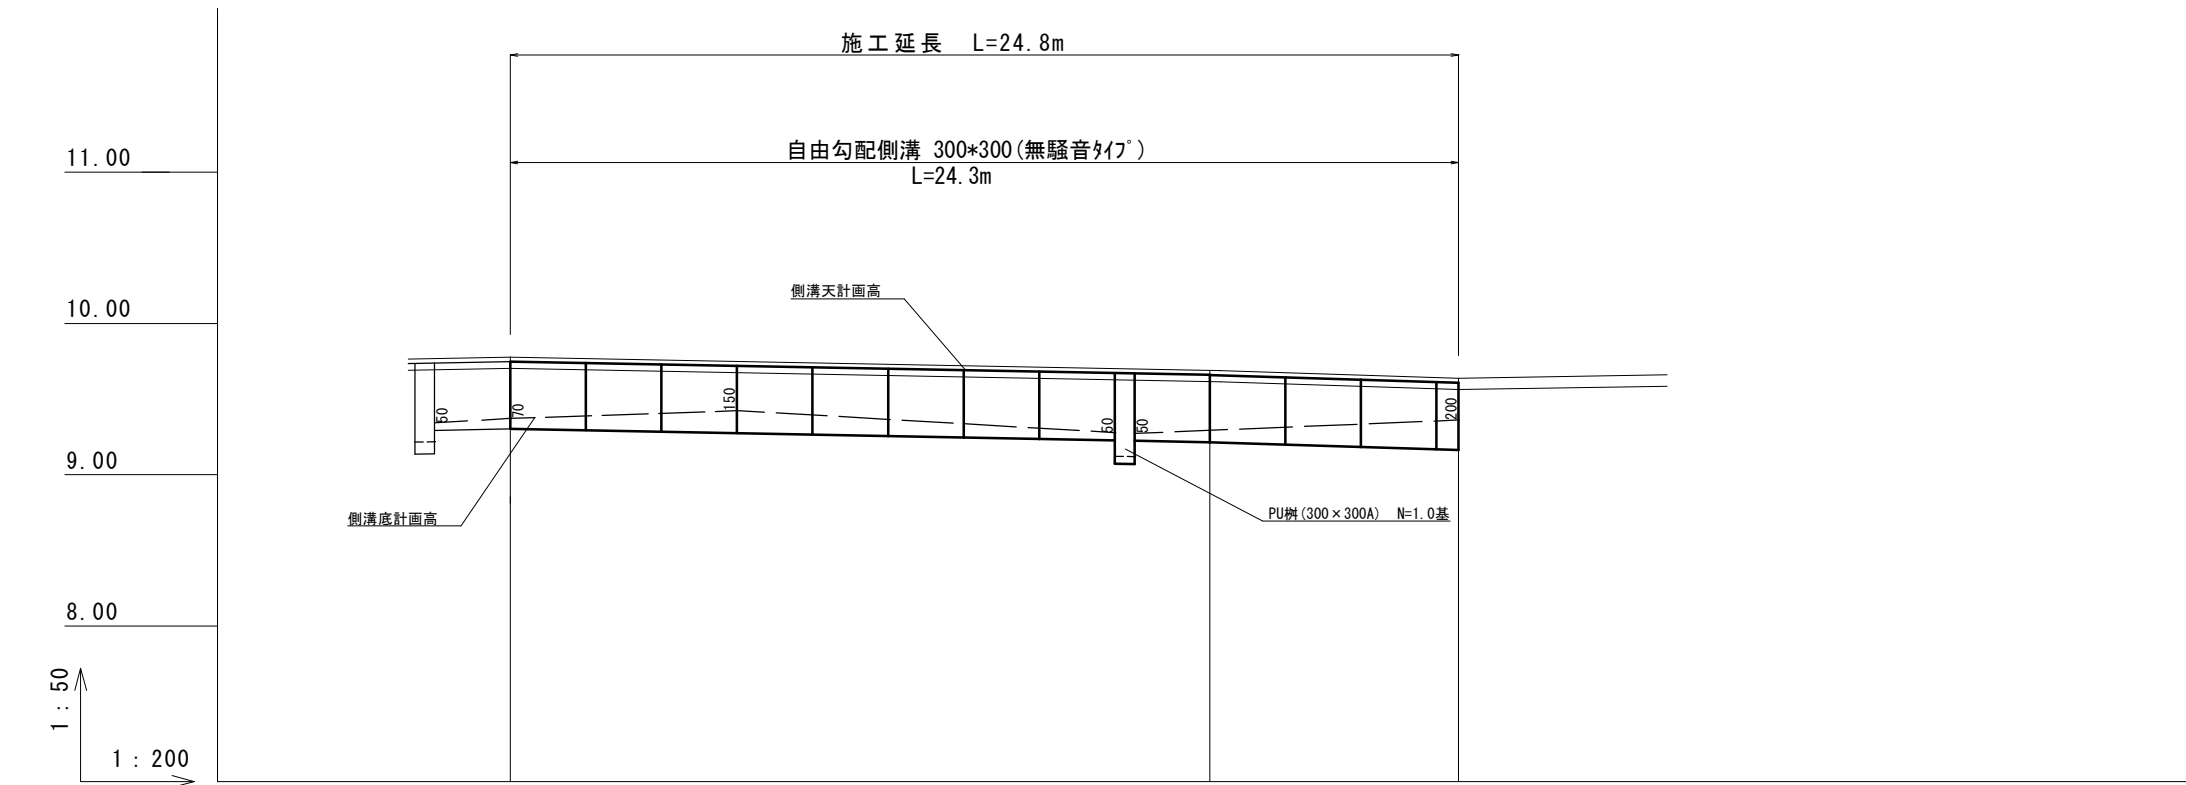 施工延長 L=24.8m
自由勾配側溝 300*300(無騒音ﾀｲﾌﾟ)
L=24.3m
11.00
10.00
9.00
8.00
側溝天計画高
50
70
150
50
50
200
側溝底計画高
PU桝(300×300A) N=1.0基
1：50
1：200